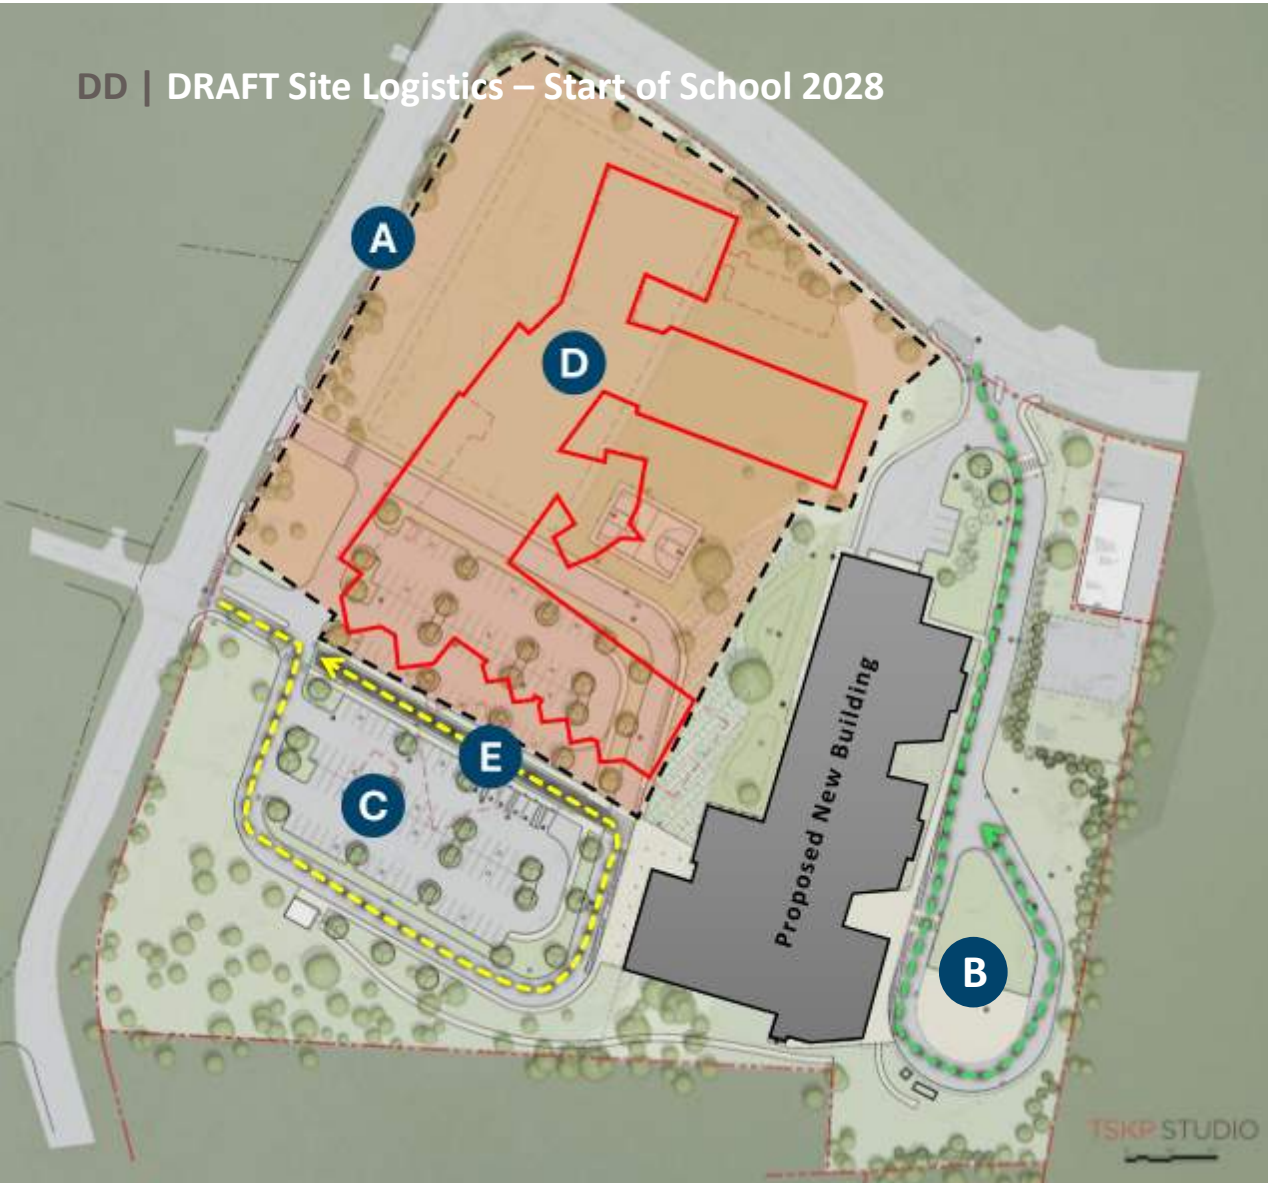 DD | DRAFT Site Logistics – Start of School 2028
A
D
E
C
Proposed New Building
B
TSKP STUDIO